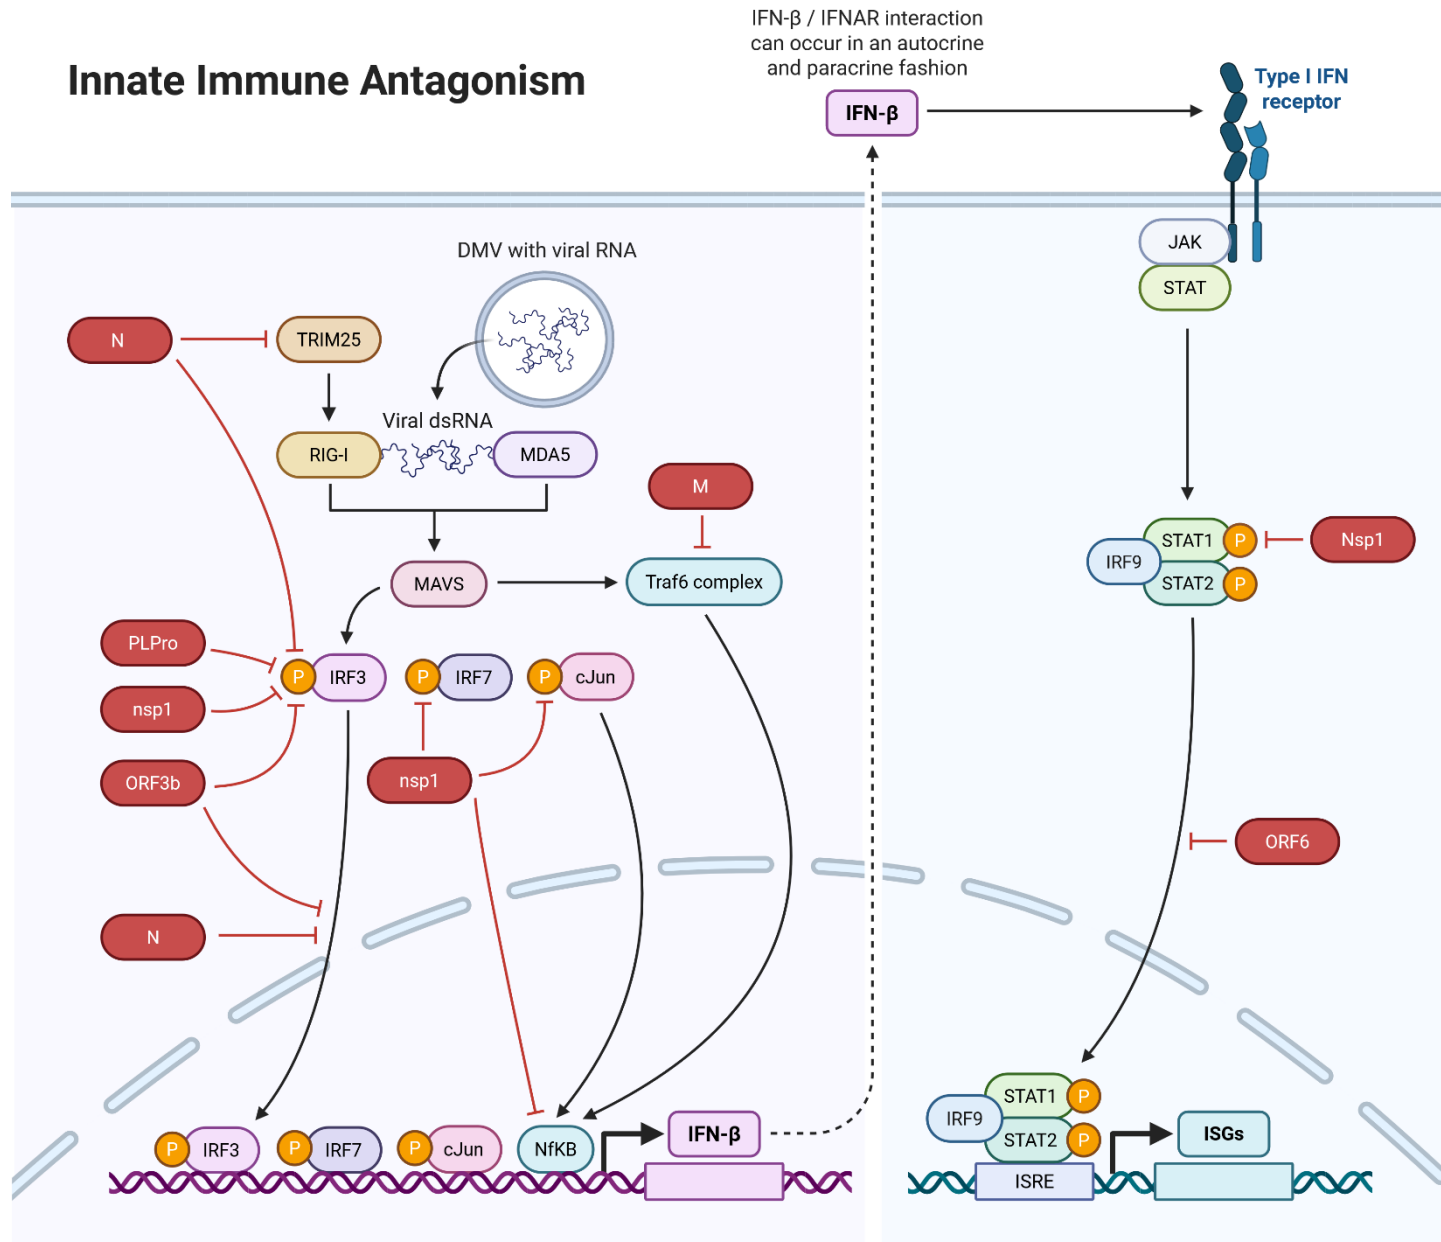 IFN-β / IFNAR interaction
can occur in an autocrine
and paracrine fashion
Innate Immune Antagonism
IFN-β
Type I IFN
receptor
DMV with viral RNA
JAK
STAT
N
TRIM25
Viral dsRNA
RIG-I
MDA5
M
STAT1
P
Nsp1
IRF9
STAT2
P
MAVS
Traf6 complex
PLPro
P
IRF3
P
IRF7
P
cJun
nsp1
ORF3b
nsp1
ORF6
N
STAT1
P
IRF9
STAT2
P
ISGs
IFN-β
P
IRF3
P
IRF7
P
cJun
NfKB
ISRE